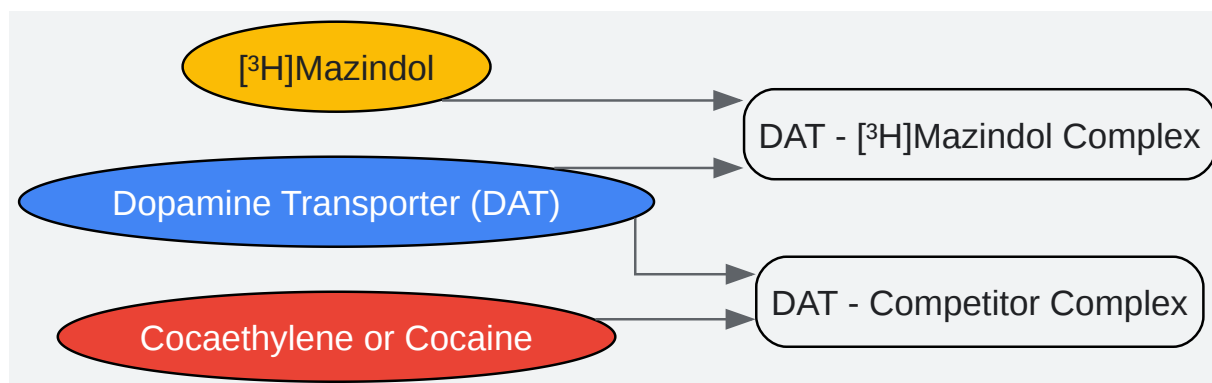 [³H]Mazindol
DAT - [³H]Mazindol Complex
Dopamine Transporter (DAT)
DAT - Competitor Complex
Cocaethylene or Cocaine